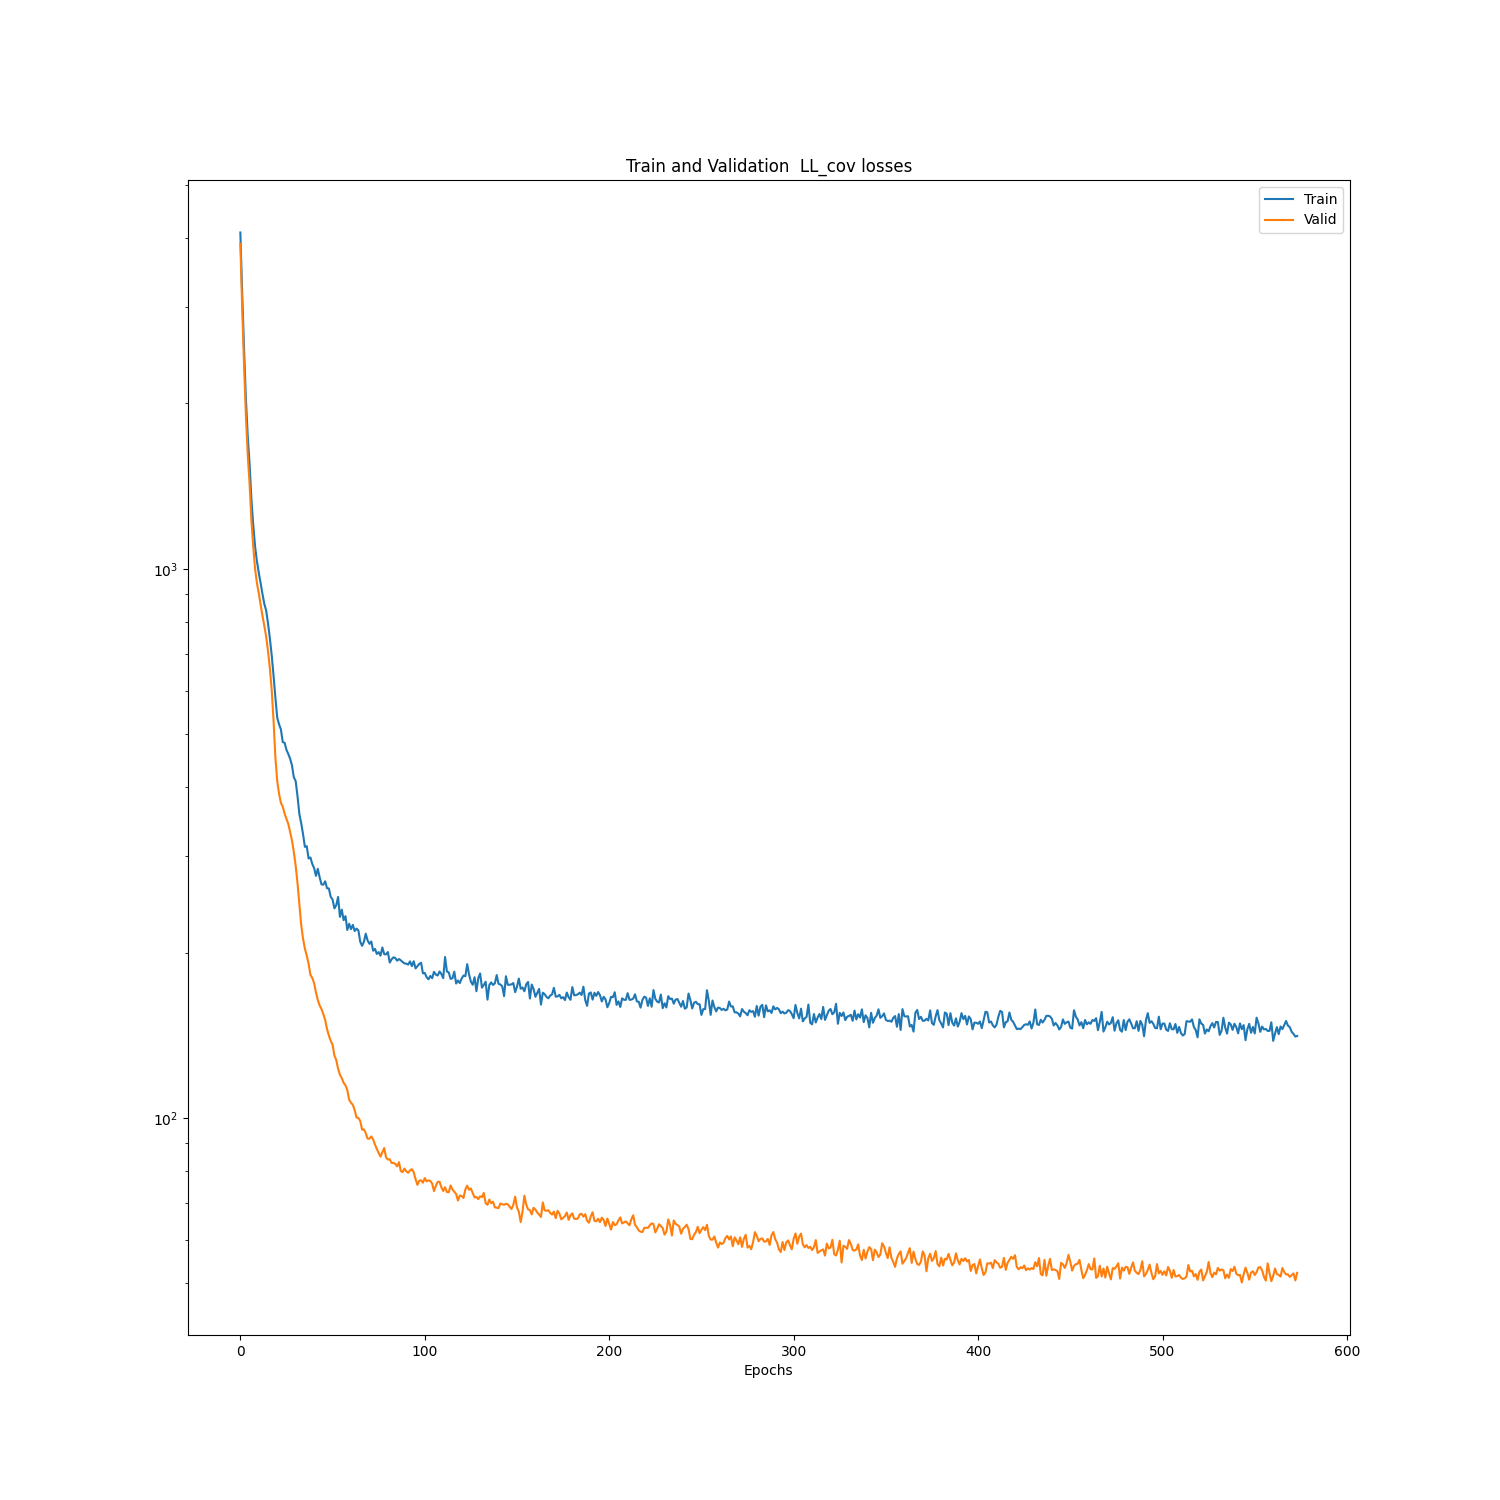 Train and Validation  LL_cov losses
Train
Valid
10³
10²
0 100 200 300 400 500 600
Epochs